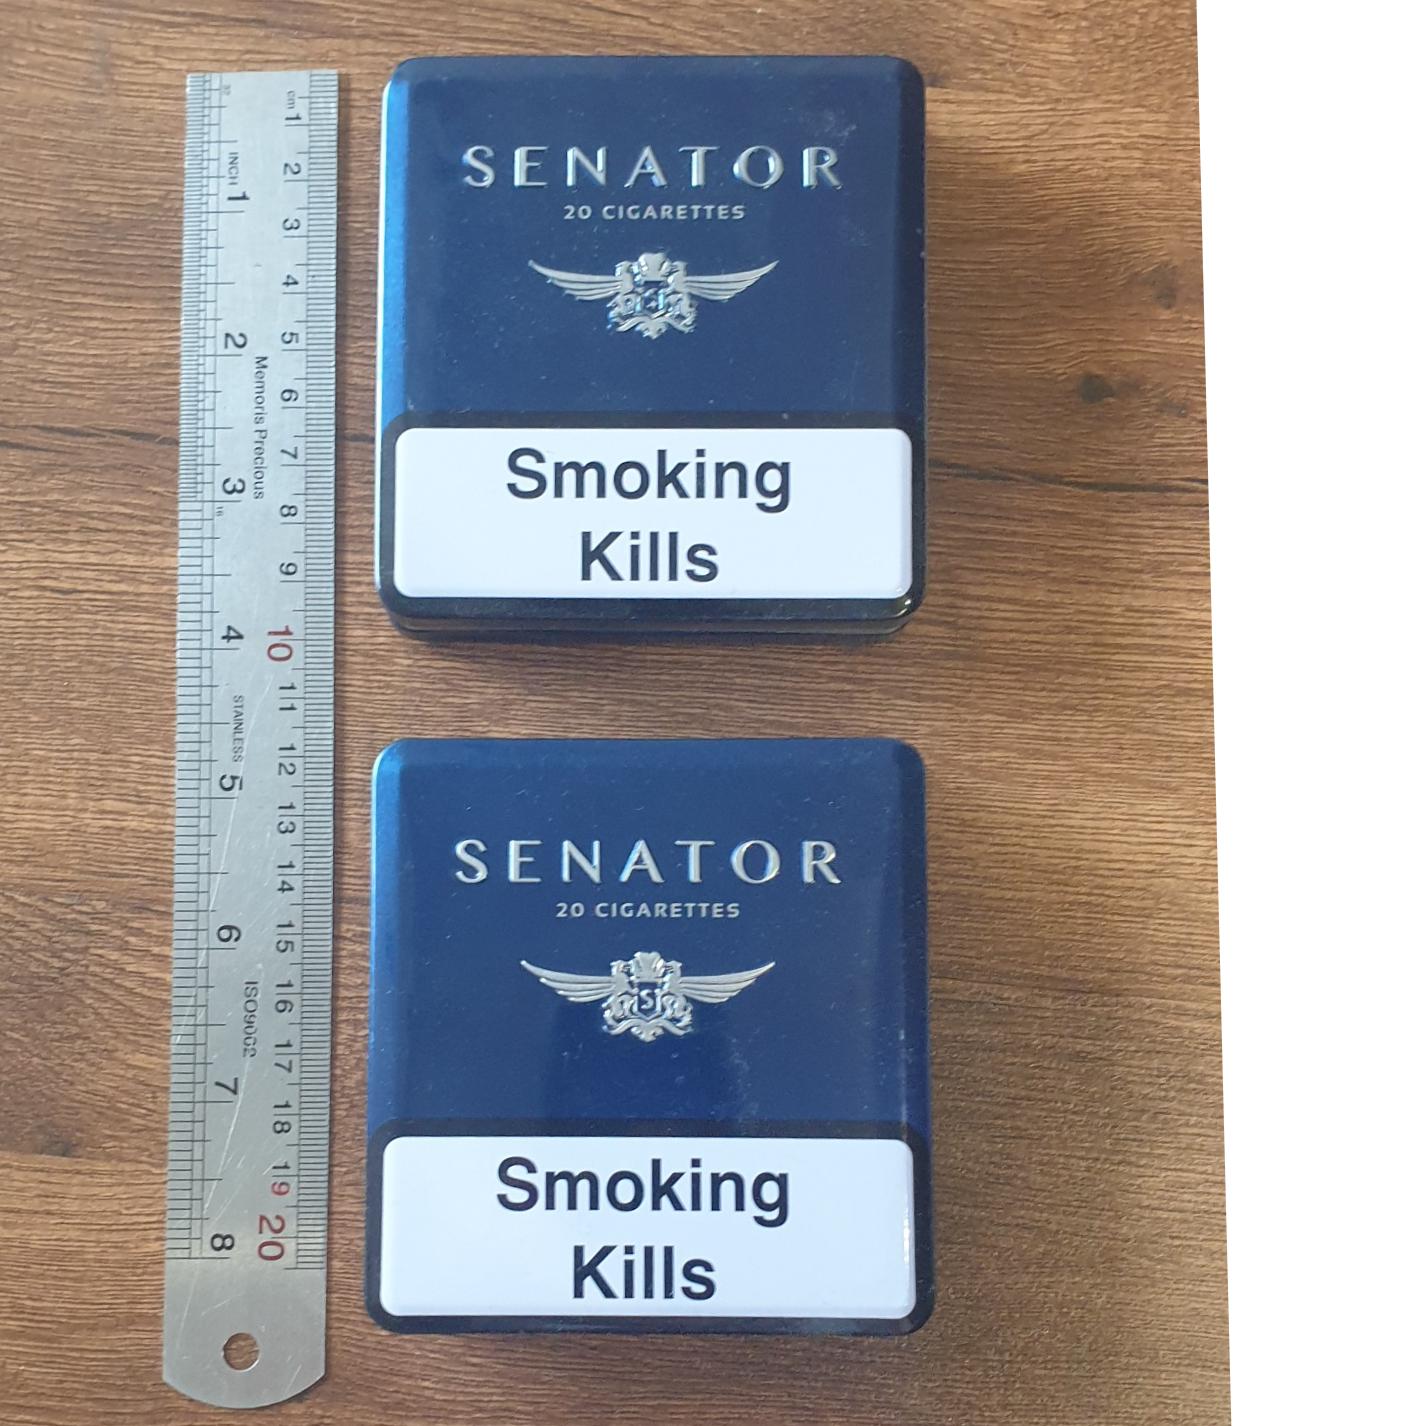 SENATOR
20 CIGARETTES
Smoking
Kills
SENATOR
20 CIGARETTES
S
Smoking
Kills
cm 1 2 3 4 5 6 7 8 9 10 11 12 13 14 15 16 17 18 19 20
32
INCH 1 2 3 4 5 6 7 8
Memoris Precious
16
STAINLESS
ISO9002